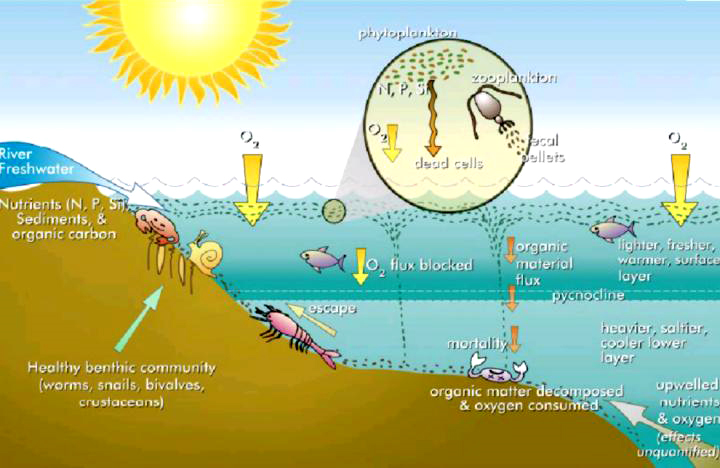 phytoplankton
zooplankton
N, P, Si
O2
fecal
pellets
dead cells
O2
O2
River
Freshwater
Nutrients (N, P, Si),
Sediments, &
organic carbon
O2 flux blocked
organic
material
flux
lighter, fresher,
warmer, surface
layer
pycnocline
escape
mortality
heavier, saltier,
cooler lower
layer
Healthy benthic community
(worms, snails, bivalves,
crustaceans)
organic matter decomposed
& oxygen consumed
upwelled
nutrients
& oxygen
(effects
unquantified)